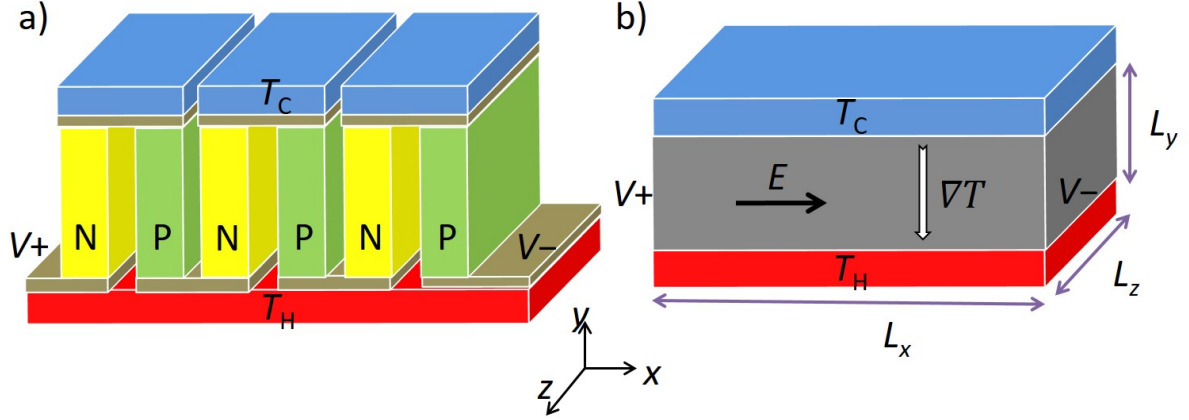 a)
T_C
N P N P N P
V+
V−
T_H
y
x
z
b)
T_C
V+
E
∇T
V−
T_H
L_y
L_z
L_x